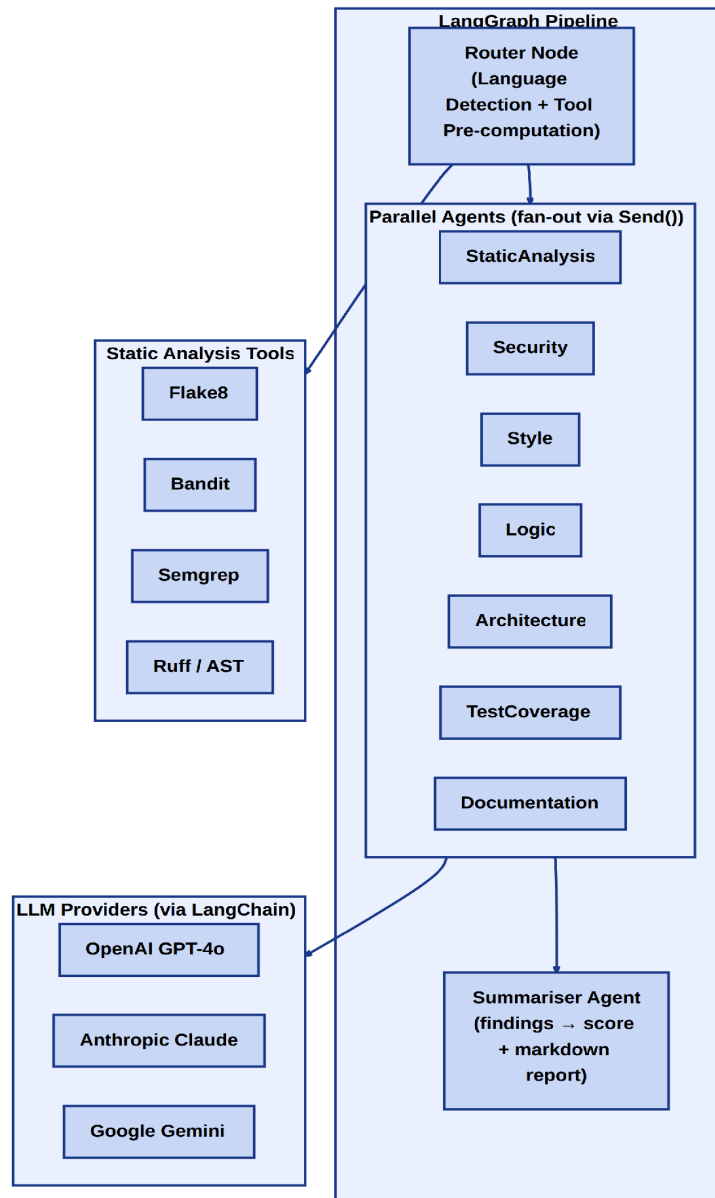 LangGraph Pipeline
Router Node
(Language
Detection + Tool
Pre-computation)
Parallel Agents (fan-out via Send())
StaticAnalysis
Security
Style
Logic
Architecture
TestCoverage
Documentation
Static Analysis Tools
Flake8
Bandit
Semgrep
Ruff / AST
LLM Providers (via LangChain)
OpenAI GPT-4o
Anthropic Claude
Google Gemini
Summariser Agent
(findings → score
+ markdown
report)